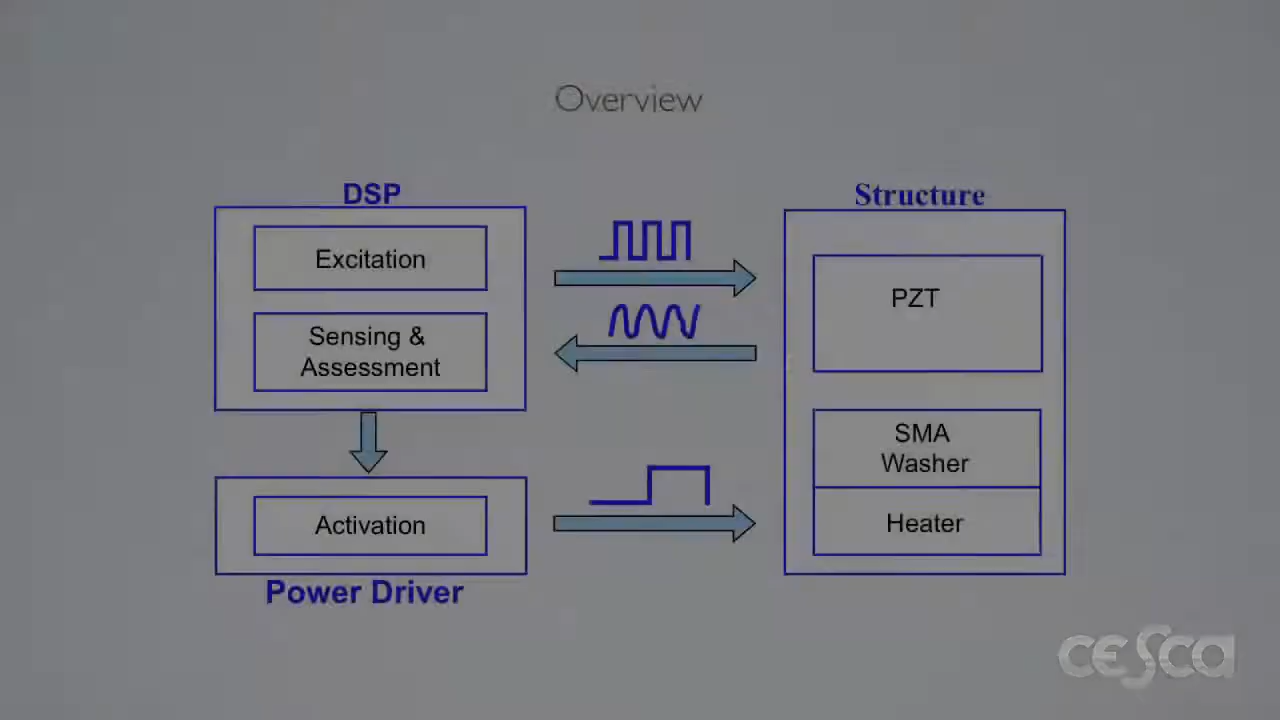 Overview
DSP
Excitation
Sensing &
Assessment
Activation
Power Driver
Structure
PZT
SMA
Washer
Heater
cesca